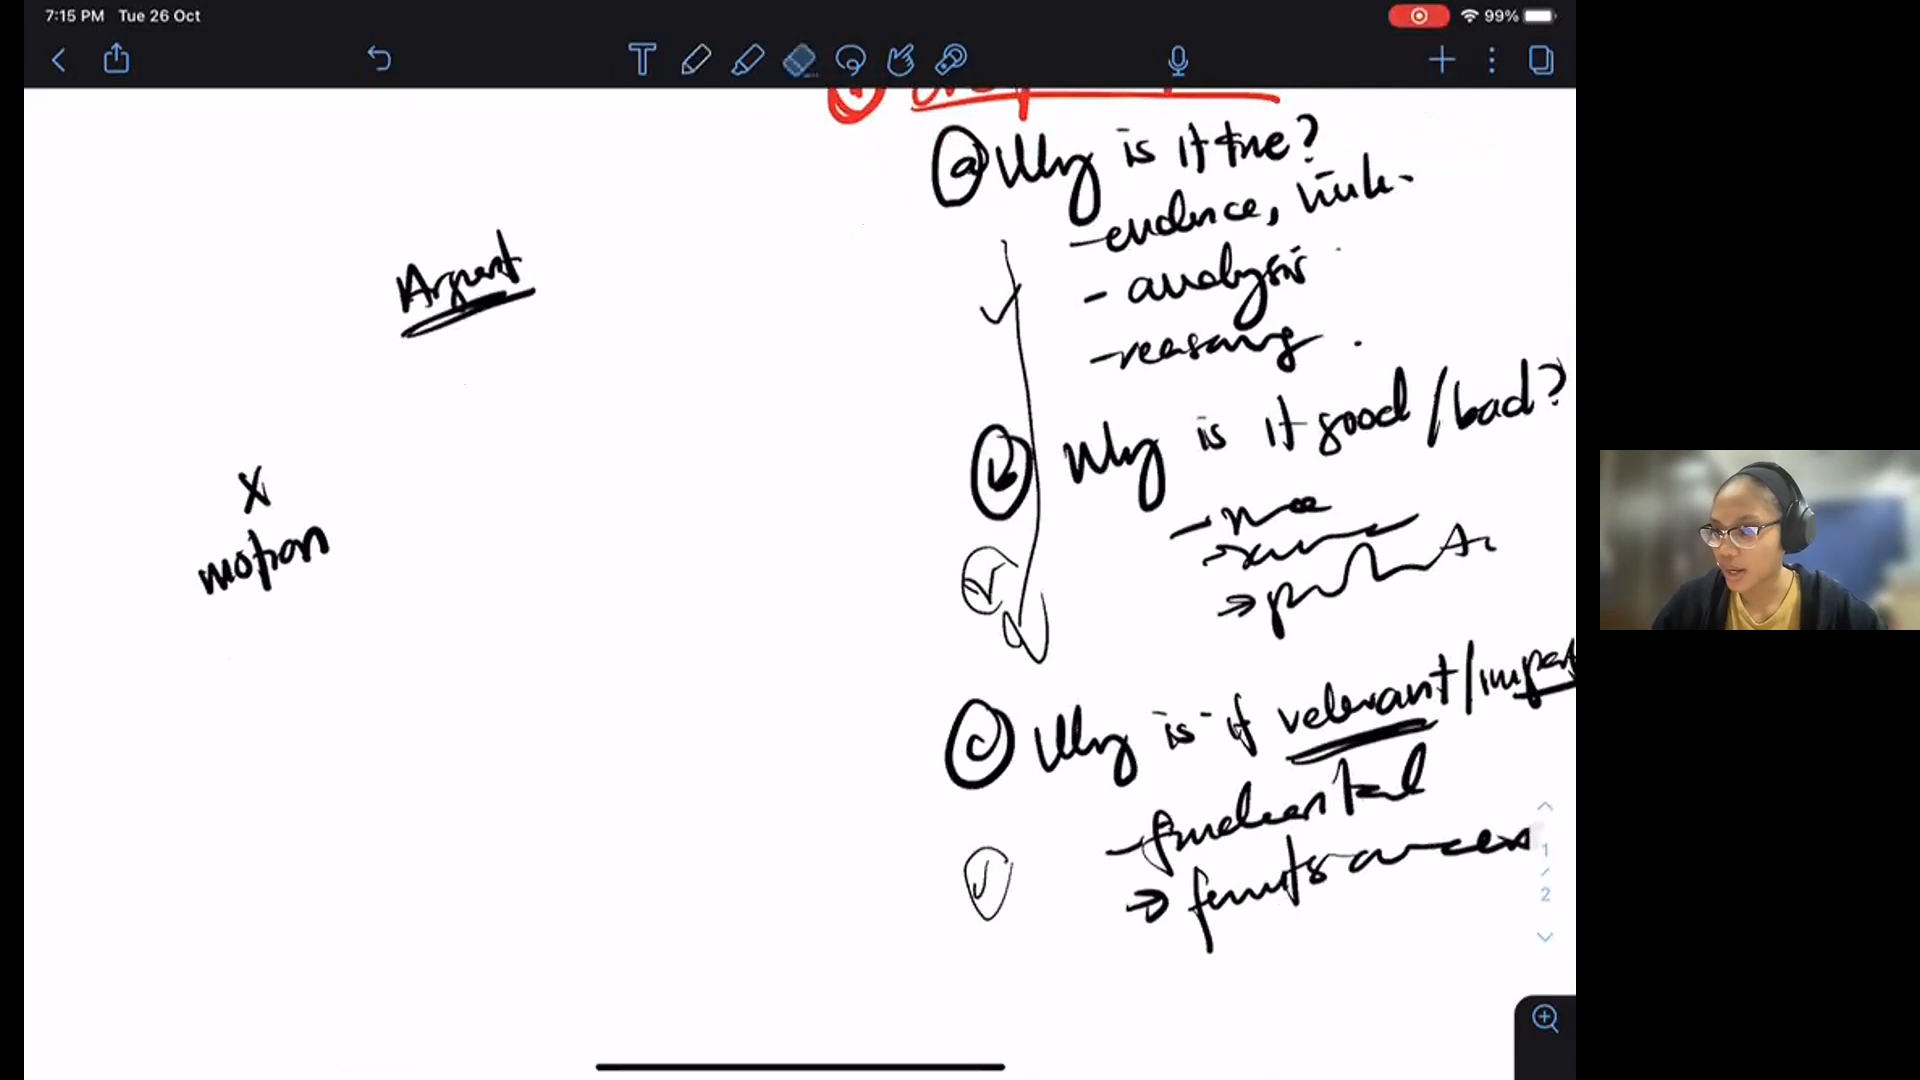 7:15 PM Tue 26 Oct
99%
T
a Why is it true?
- evidence,
- analysis
Argument
- reasoning
b Why is it good/bad?
X
motion
c Why is it relevant/impact
- fundamental
→
1
/
2